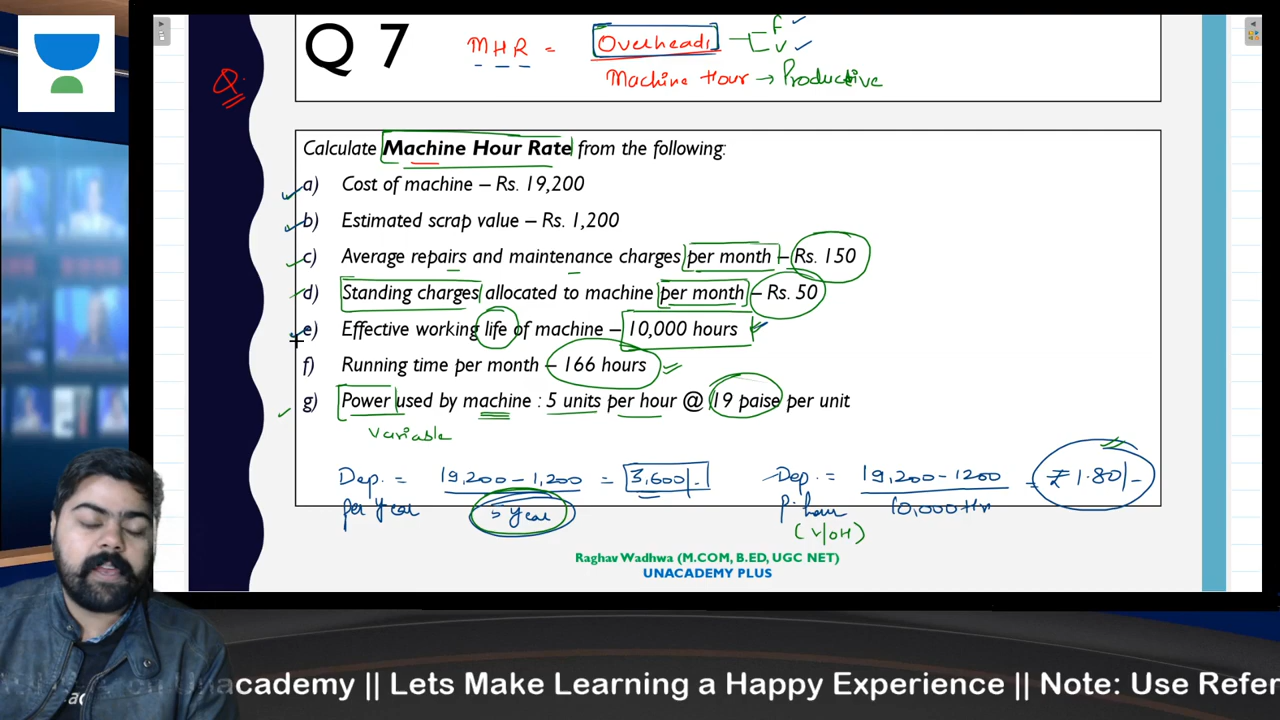 Q 7
MHR = Overheads
F
V
Machine Hour → Productive
Q.
Calculate Machine Hour Rate from the following:
a) Cost of machine – Rs. 19,200
b) Estimated scrap value – Rs. 1,200
c) Average repairs and maintenance charges per month – Rs. 150
d) Standing charges allocated to machine per month – Rs. 50
e) Effective working life of machine – 10,000 hours
f) Running time per month – 166 hours
g) Power used by machine : 5 units per hour @ 19 paise per unit
Variable
Dep. = 19,200-1,200 = 3,600/-
per year 5 year
Dep. = 19,200-1200 = ₹1.80/-
p. hour 10,000 Hr
(V/OH)
Raghav Wadhwa (M.COM, B.ED, UGC NET)
UNACADEMY PLUS
on Unacademy || Lets Make Learning a Happy Experience || Note: Use Refer